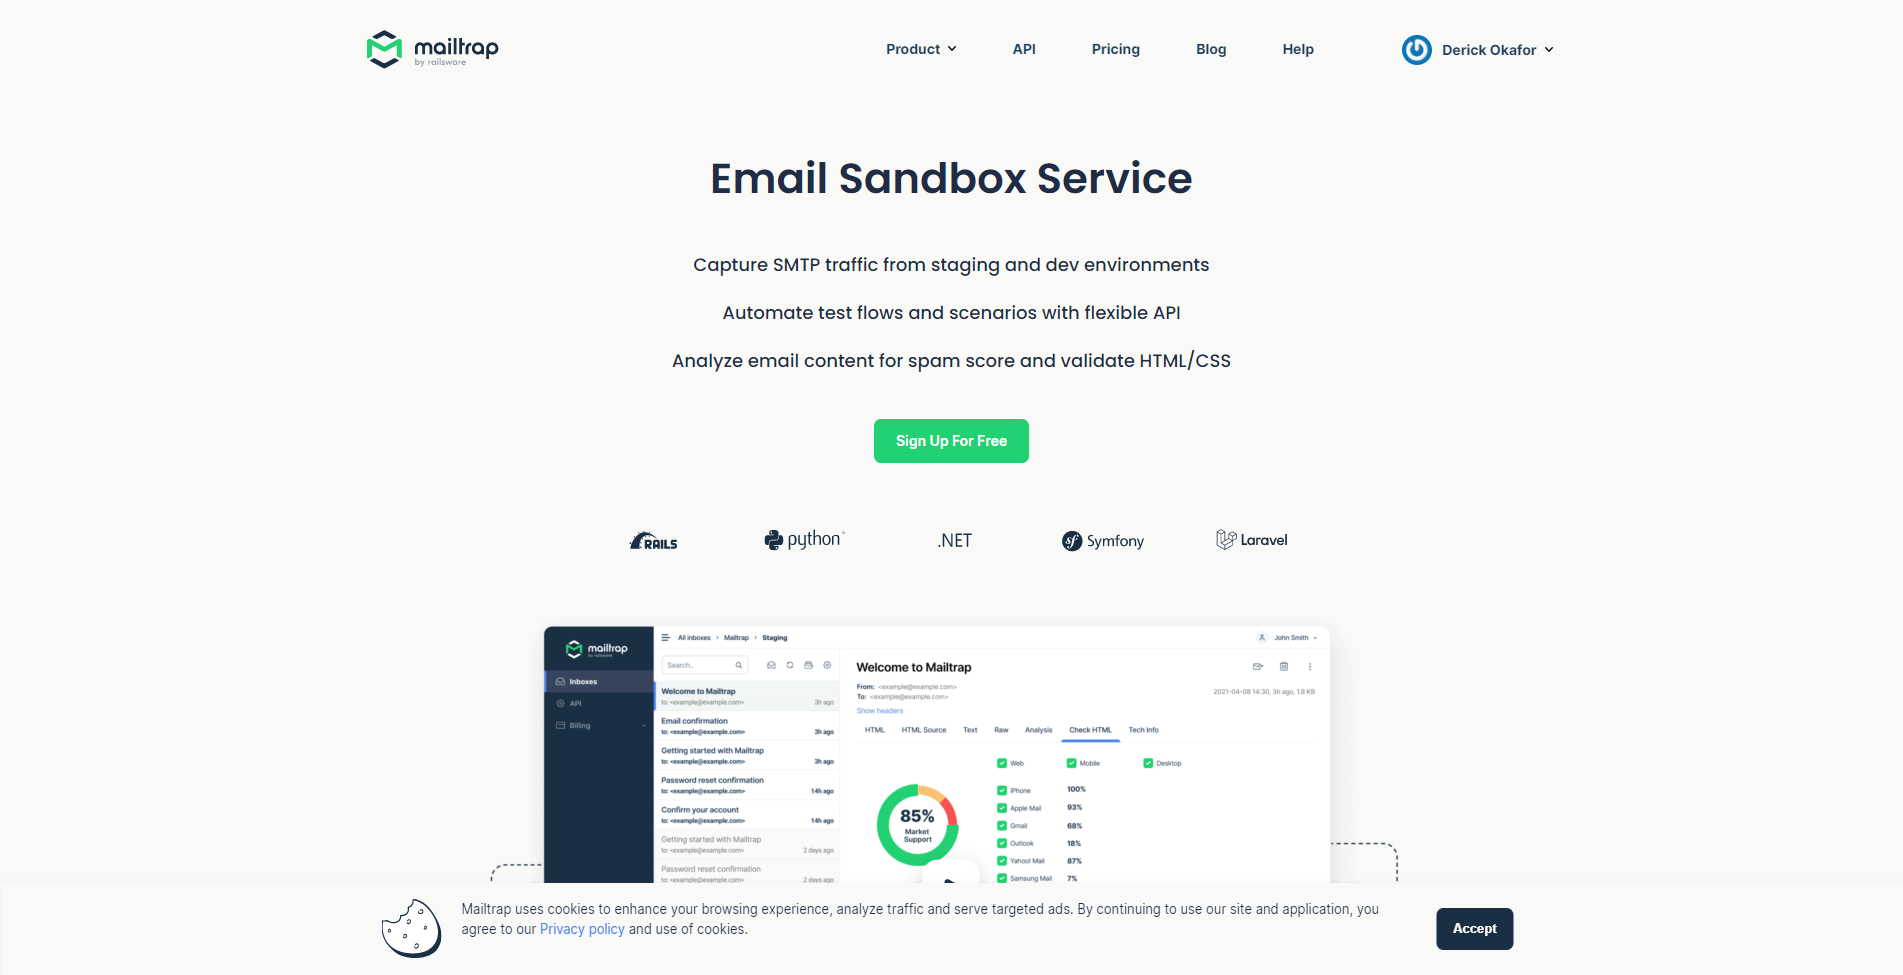 mailtrap
by railsware
Product
API
Pricing
Blog
Help
Derick Okafor
Email Sandbox Service
Capture SMTP traffic from staging and dev environments
Automate test flows and scenarios with flexible API
Analyze email content for spam score and validate HTML/CSS
Sign Up For Free
RAILS
python
.NET
sf Symfony
Laravel
mailtrap
by railsware
Inboxes
API
Billing
All inboxes > Mailtrap > Staging
John Smith
Search..
Welcome to Mailtrap
to: <example@example.com> 3h ago
Email confirmation
to: <example@example.com> 3h ago
Getting started with Mailtrap
to: <example@example.com> 3h ago
Password reset confirmation
to: <example@example.com> 14h ago
Confirm your account
to: <example@example.com> 14h ago
Getting started with Mailtrap
to: <example@example.com> 2 days ago
Password reset confirmation
to: <example@example.com> 2 days ago
Welcome to Mailtrap
From: <example@example.com>
To: <example@example.com>
2021-04-08 14:30, 3h ago, 1.8 KB
Show headers
HTML HTML Source Text Raw Analysis Check HTML Tech Info
Web Mobile Desktop
85%
Market
Support
iPhone 100%
Apple Mail 93%
Gmail 68%
Outlook 18%
Yahoo! Mail 87%
Samsung Mail 7%
Mailtrap uses cookies to enhance your browsing experience, analyze traffic and serve targeted ads. By continuing to use our site and application, you
agree to our Privacy policy and use of cookies.
Accept